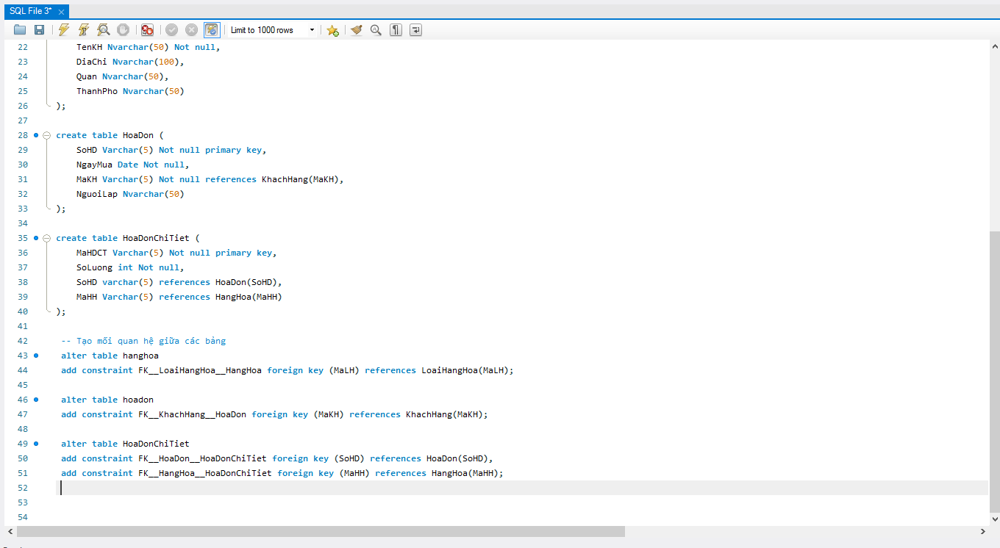 SQL File 3*
Limit to 1000 rows
22 TenKH Nvarchar(50) Not null,
23 DiaChi Nvarchar(100),
24 Quan Nvarchar(50),
25 ThanhPho Nvarchar(50)
26 );
27
28 create table HoaDon (
29 SoHD Varchar(5) Not null primary key,
30 NgayMua Date Not null,
31 MaKH Varchar(5) Not null references KhachHang(MaKH),
32 NguoiLap Nvarchar(50)
33 );
34
35 create table HoaDonChiTiet (
36 MaHDCT Varchar(5) Not null primary key,
37 SoLuong int Not null,
38 SoHD varchar(5) references HoaDon(SoHD),
39 MaHH Varchar(5) references HangHoa(MaHH)
40 );
41
42 -- Tạo mối quan hệ giữa các bảng
43 alter table hanghoa
44 add constraint FK__LoaiHangHoa__HangHoa foreign key (MaLH) references LoaiHangHoa(MaLH);
45
46 alter table hoadon
47 add constraint FK__KhachHang__HoaDon foreign key (MaKH) references KhachHang(MaKH);
48
49 alter table HoaDonChiTiet
50 add constraint FK__HoaDon__HoaDonChiTiet foreign key (SoHD) references HoaDon(SoHD),
51 add constraint FK__HangHoa__HoaDonChiTiet foreign key (MaHH) references HangHoa(MaHH);
52
53
54